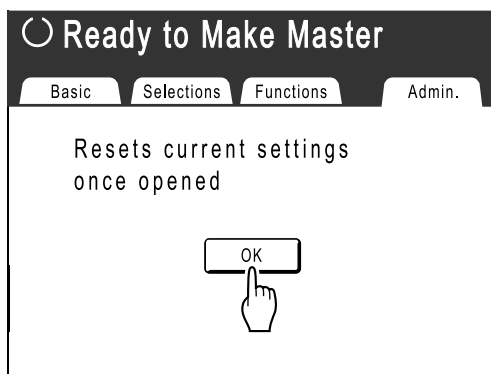 Ready to Make Master
Basic Selections Functions Admin.
Resets current settings
once opened
OK